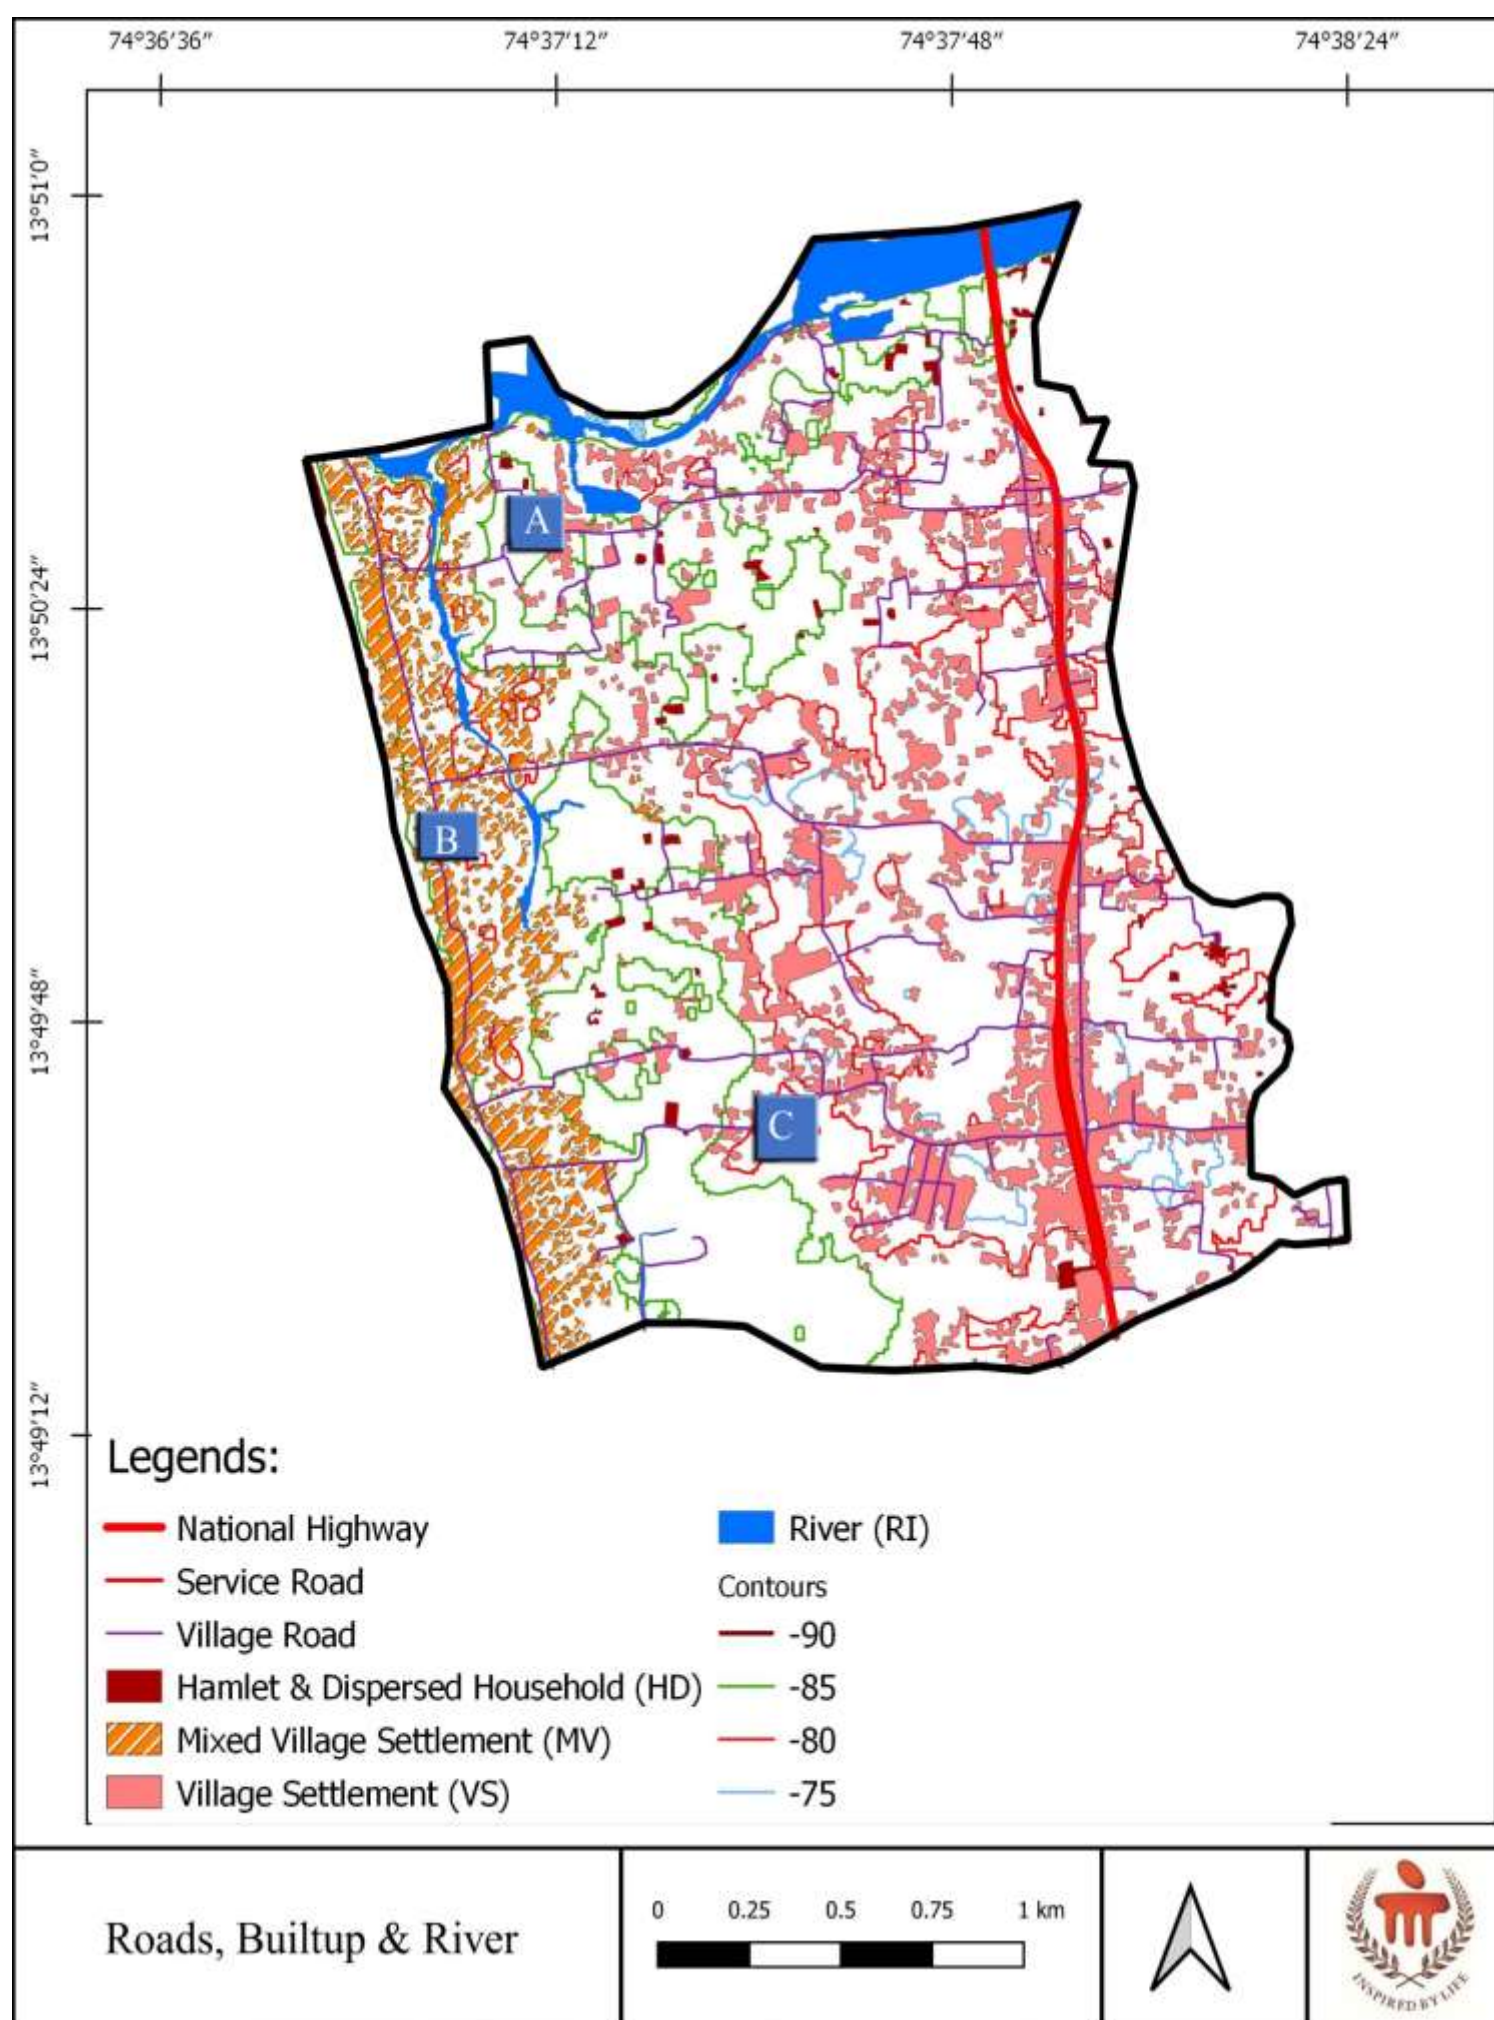 74°36'36" 74°37'12" 74°37'48" 74°38'24"
13°51'0"
13°50'24"
13°49'48"
13°49'12"
A
B
C
Legends:
National Highway
Service Road
Village Road
Hamlet & Dispersed Household (HD)
Mixed Village Settlement (MV)
Village Settlement (VS)
River (RI)
Contours
-90
-85
-80
-75
Roads, Builtup & River
0 0.25 0.5 0.75 1 km
INSPIRED BY LIFE